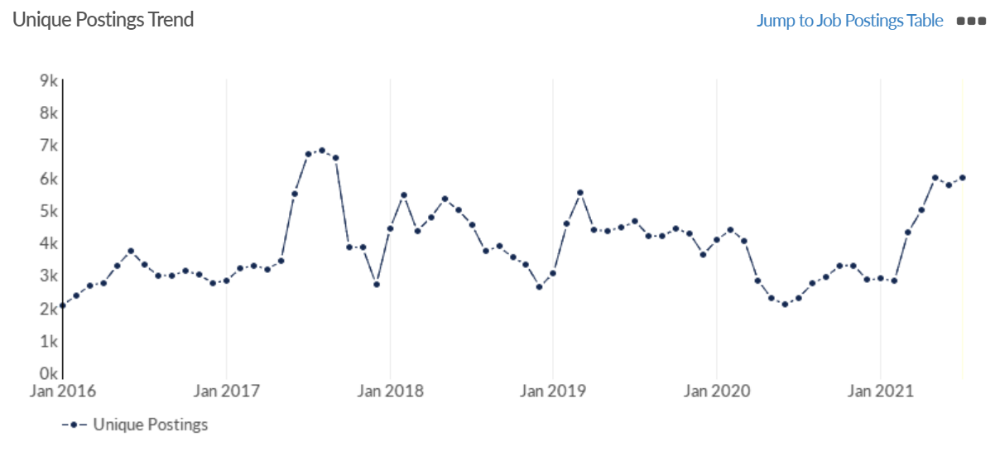 Unique Postings Trend
Jump to Job Postings Table
9k
8k
7k
6k
5k
4k
3k
2k
1k
0k
Jan 2016 Jan 2017 Jan 2018 Jan 2019 Jan 2020 Jan 2021
Unique Postings